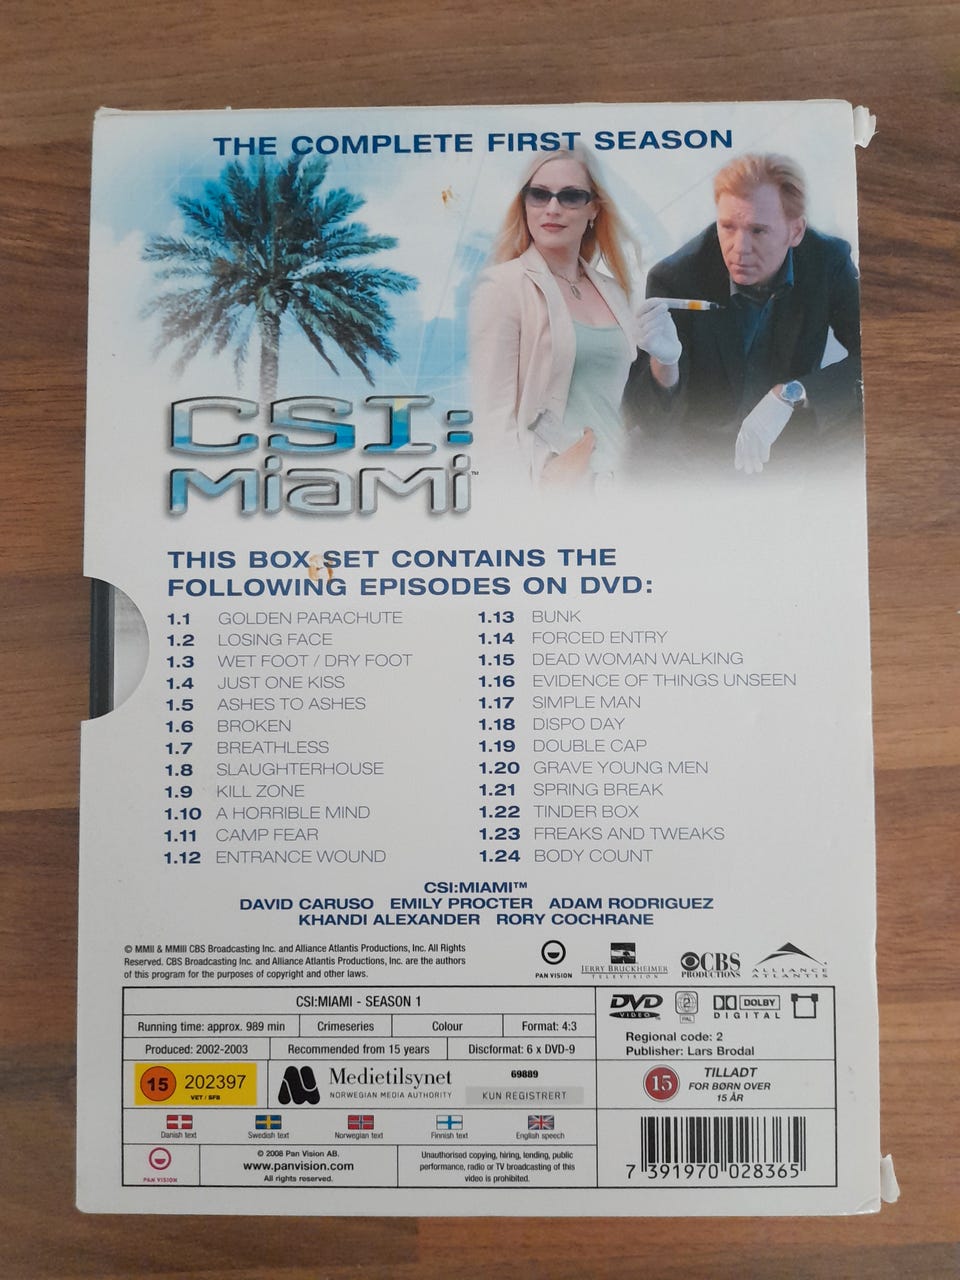 THE COMPLETE FIRST SEASON
CSI:
MIAMI™
THIS BOX SET CONTAINS THE
FOLLOWING EPISODES ON DVD:
1.1 GOLDEN PARACHUTE
1.2 LOSING FACE
1.3 WET FOOT / DRY FOOT
1.4 JUST ONE KISS
1.5 ASHES TO ASHES
1.6 BROKEN
1.7 BREATHLESS
1.8 SLAUGHTERHOUSE
1.9 KILL ZONE
1.10 A HORRIBLE MIND
1.11 CAMP FEAR
1.12 ENTRANCE WOUND
1.13 BUNK
1.14 FORCED ENTRY
1.15 DEAD WOMAN WALKING
1.16 EVIDENCE OF THINGS UNSEEN
1.17 SIMPLE MAN
1.18 DISPO DAY
1.19 DOUBLE CAP
1.20 GRAVE YOUNG MEN
1.21 SPRING BREAK
1.22 TINDER BOX
1.23 FREAKS AND TWEAKS
1.24 BODY COUNT
CSI:MIAMI™
DAVID CARUSO EMILY PROCTER ADAM RODRIGUEZ
KHANDI ALEXANDER RORY COCHRANE
© MMII & MMIII CBS Broadcasting Inc. and Alliance Atlantis Productions, Inc. All Rights
Reserved. CBS Broadcasting Inc. and Alliance Atlantis Productions, Inc. are the authors
of this program for the purposes of copyright and other laws.
PAN VISION
JERRY BRUCKHEIMER
TELEVISION
CBS
PRODUCTIONS
ALLIANCE
ATLANTIS
CSI:MIAMI - SEASON 1
Running time: approx. 989 min Crimeseries Colour Format: 4:3
Produced: 2002-2003 Recommended from 15 years Discformat: 6 x DVD-9
15 202397
VET / SFB
Medietilsynet
NORWEGIAN MEDIA AUTHORITY
69889
KUN REGISTRERT
Danish text Swedish text Norwegian text Finnish text English speech
PAN VISION
© 2008 Pan Vision AB.
www.panvision.com
All rights reserved.
Unauthorised copying, hiring, lending, public
performance, radio or TV broadcasting of this
video is prohibited.
DVD
VIDEO
2
PAL
DOLBY
DIGITAL
Regional code: 2
Publisher: Lars Brodal
15
TILLADT
FOR BØRN OVER
15 ÅR
7 391970 028365